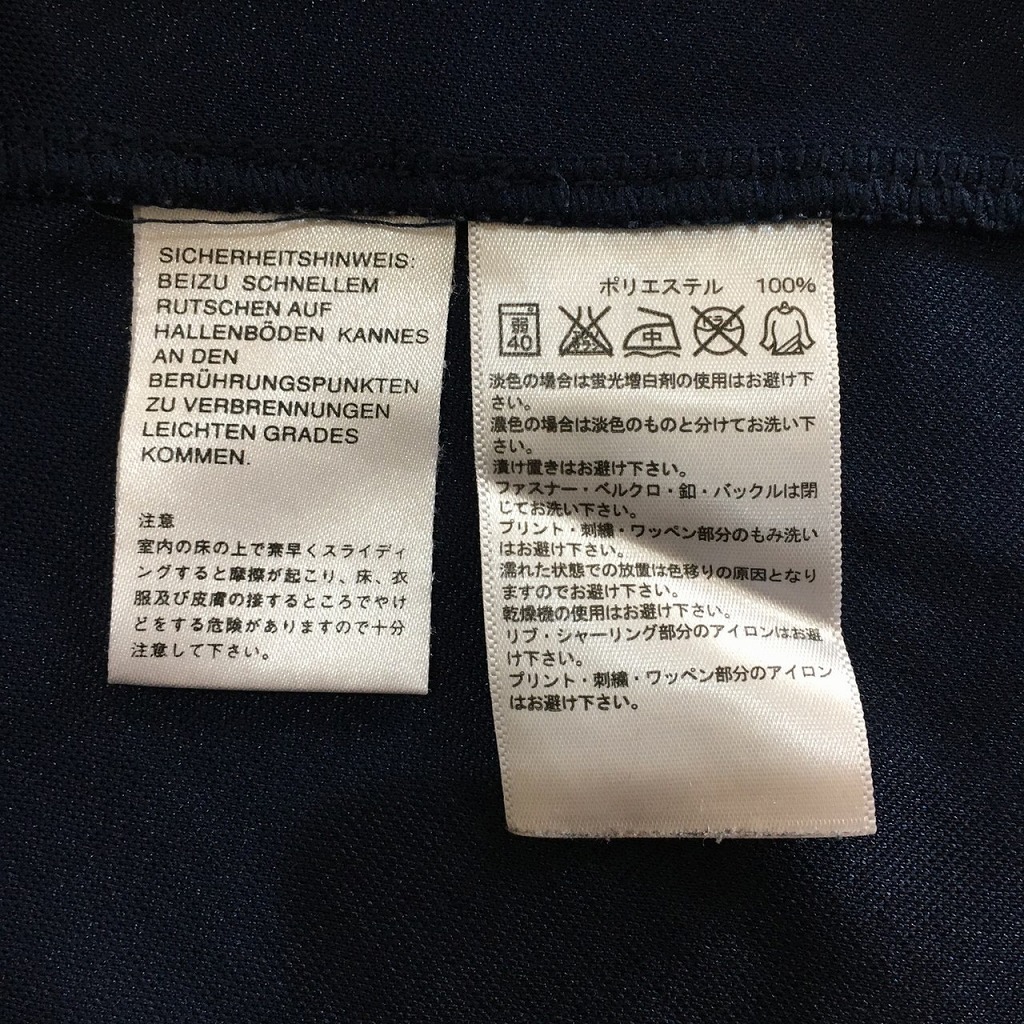 SICHERHEITSHINWEIS:
BEIZU SCHNELLEM
RUTSCHEN AUF
HALLENBÖDEN KANNES
AN DEN
BERÜHRUNGSPUNKTEN
ZU VERBRENNUNGEN
LEICHTEN GRADES
KOMMEN.
注意
室内の床の上で素早くスライディ
ングすると摩擦が起こり、床、衣
服及び皮膚の接するところでやけ
どをする危険がありますので十分
注意して下さい。
ポリエステル 100%
弱
40
エンソ
サラシ
中
ドライ
淡色の場合は蛍光増白剤の使用はお避け下
さい。
濃色の場合は淡色のものと分けてお洗い下
さい。
漬け置きはお避け下さい。
ファスナー・ベルクロ・釦・バックルは閉
じてお洗い下さい。
プリント・刺繍・ワッペン部分のもみ洗い
はお避け下さい。
濡れた状態での放置は色移りの原因となり
ますのでお避け下さい。
乾燥機の使用はお避け下さい。
リブ・シャーリング部分のアイロンはお避
け下さい。
プリント・刺繍・ワッペン部分のアイロン
はお避け下さい。